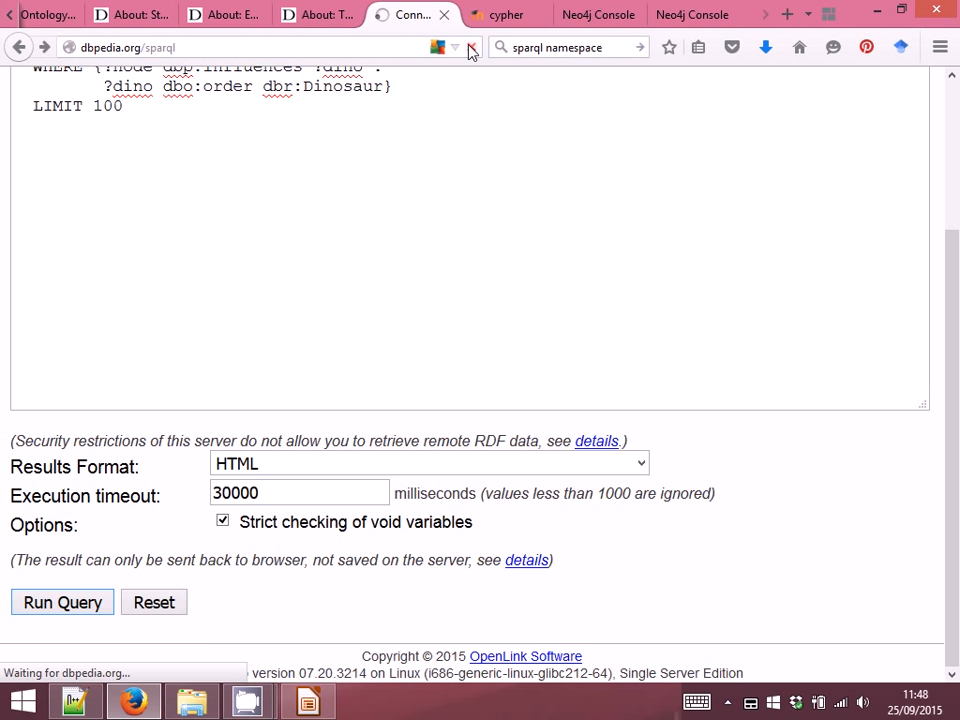 Ontology...
About: St...
About: E...
About: T...
Conn...
cypher
Neo4j Console
Neo4j Console
dbpedia.org/sparql
sparql namespace
WHERE {?node dbp:influences ?dino .
?dino dbo:order dbr:Dinosaur}
LIMIT 100
(Security restrictions of this server do not allow you to retrieve remote RDF data, see details.)
Results Format:
HTML
Execution timeout:
30000
milliseconds (values less than 1000 are ignored)
Options:
Strict checking of void variables
(The result can only be sent back to browser, not saved on the server, see details)
Run Query
Reset
Copyright © 2015 OpenLink Software
Waiting for dbpedia.org...
version 07.20.3214 on Linux (i686-generic-linux-glibc212-64), Single Server Edition
11:48
25/09/2015